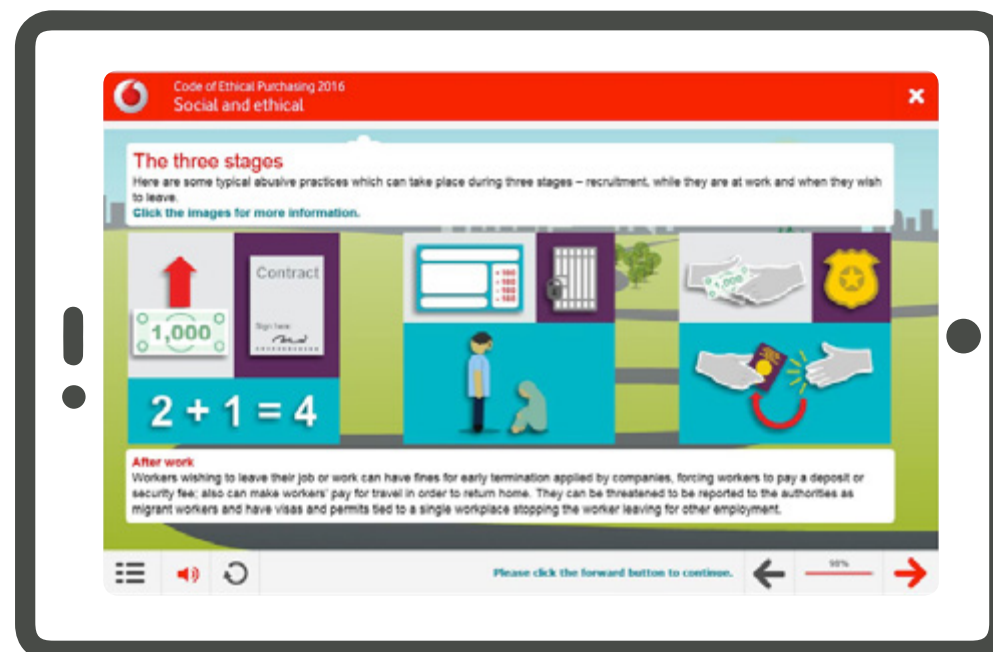 Code of Ethical Purchasing 2016
Social and ethical
The three stages
Here are some typical abusive practices which can take place during three stages – recruitment, while they are at work and when they wish
to leave.
Click the images for more information.
1,000
Contract
Sign here
2 + 1 = 4
1,000
After work
Workers wishing to leave their job or work can have fines for early termination applied by companies, forcing workers to pay a deposit or
security fee; also can make workers' pay for travel in order to return home. They can be threatened to be reported to the authorities as
migrant workers and have visas and permits tied to a single workplace stopping the worker leaving for other employment.
Please click the forward button to continue.